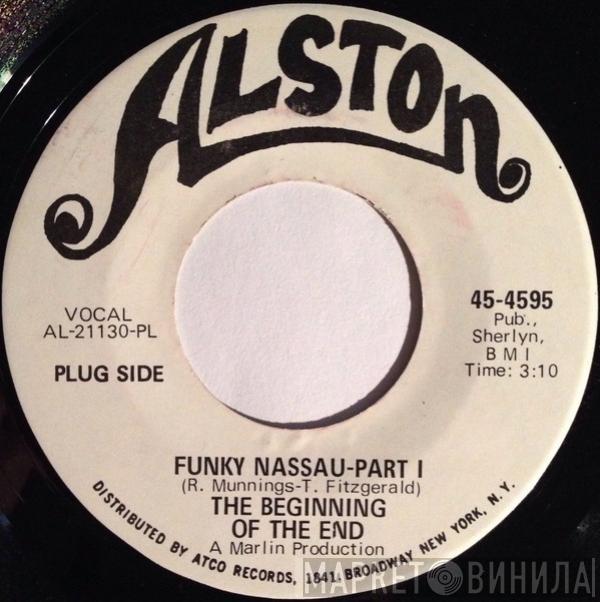 ALSTON
VOCAL
AL-21130-PL
PLUG SIDE
45-4595
Pub.,
Sherlyn,
BMI
Time: 3:10
FUNKY NASSAU-PART I
(R. Munnings-T. Fitzgerald)
THE BEGINNING
OF THE END
A Marlin Production
DISTRIBUTED BY ATCO RECORDS, 1841 BROADWAY NEW YORK, N.Y.
МАРКЕТ ВИНИЛА